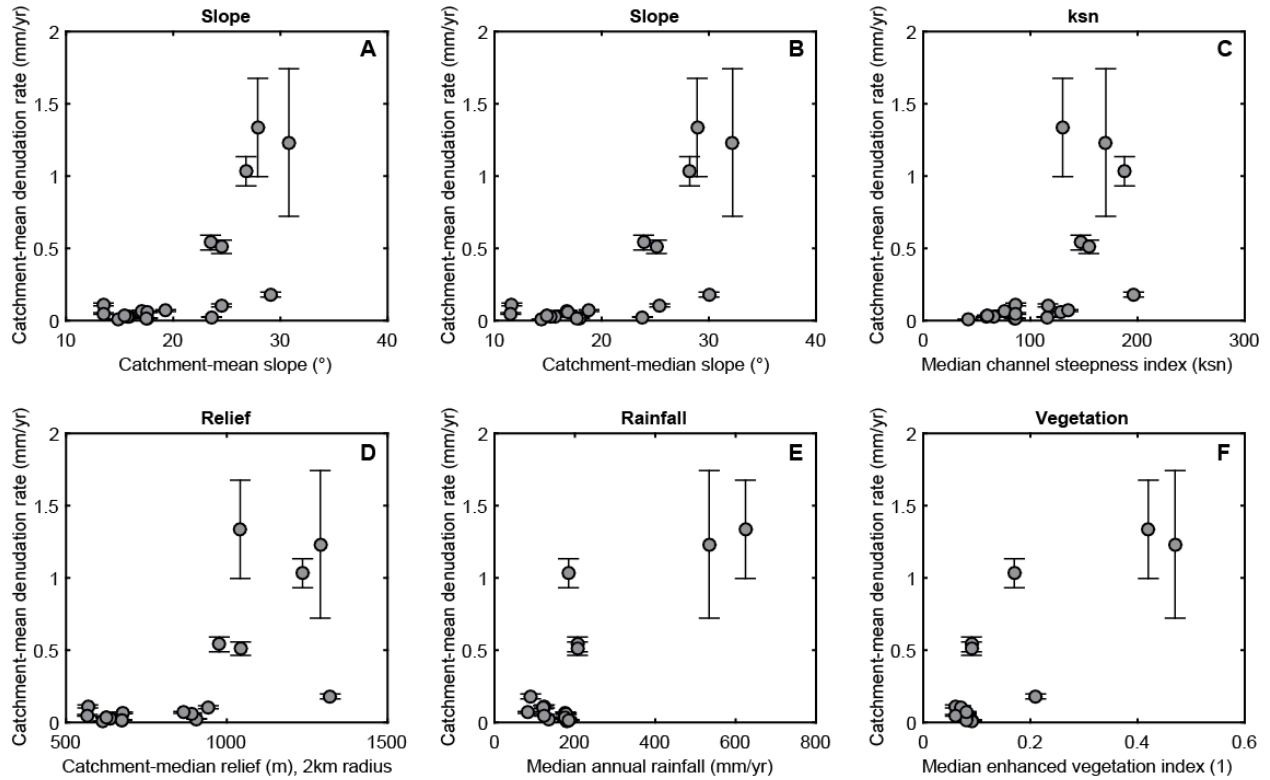 Slope
A
Catchment-mean denudation rate (mm/yr)
2
1.5
1
0.5
0
10
20
30
40
Catchment-mean slope (°)
Slope
B
Catchment-mean denudation rate (mm/yr)
2
1.5
1
0.5
0
10
20
30
40
Catchment-median slope (°)
ksn
C
Catchment-mean denudation rate (mm/yr)
2
1.5
1
0.5
0
0
100
200
300
Median channel steepness index (ksn)
Relief
D
Catchment-mean denudation rate (mm/yr)
2
1.5
1
0.5
0
500
1000
1500
Catchment-median relief (m), 2km radius
Rainfall
E
Catchment-mean denudation rate (mm/yr)
2
1.5
1
0.5
0
0
200
400
600
800
Median annual rainfall (mm/yr)
Vegetation
F
Catchment-mean denudation rate (mm/yr)
2
1.5
1
0.5
0
0
0.2
0.4
0.6
Median enhanced vegetation index (1)